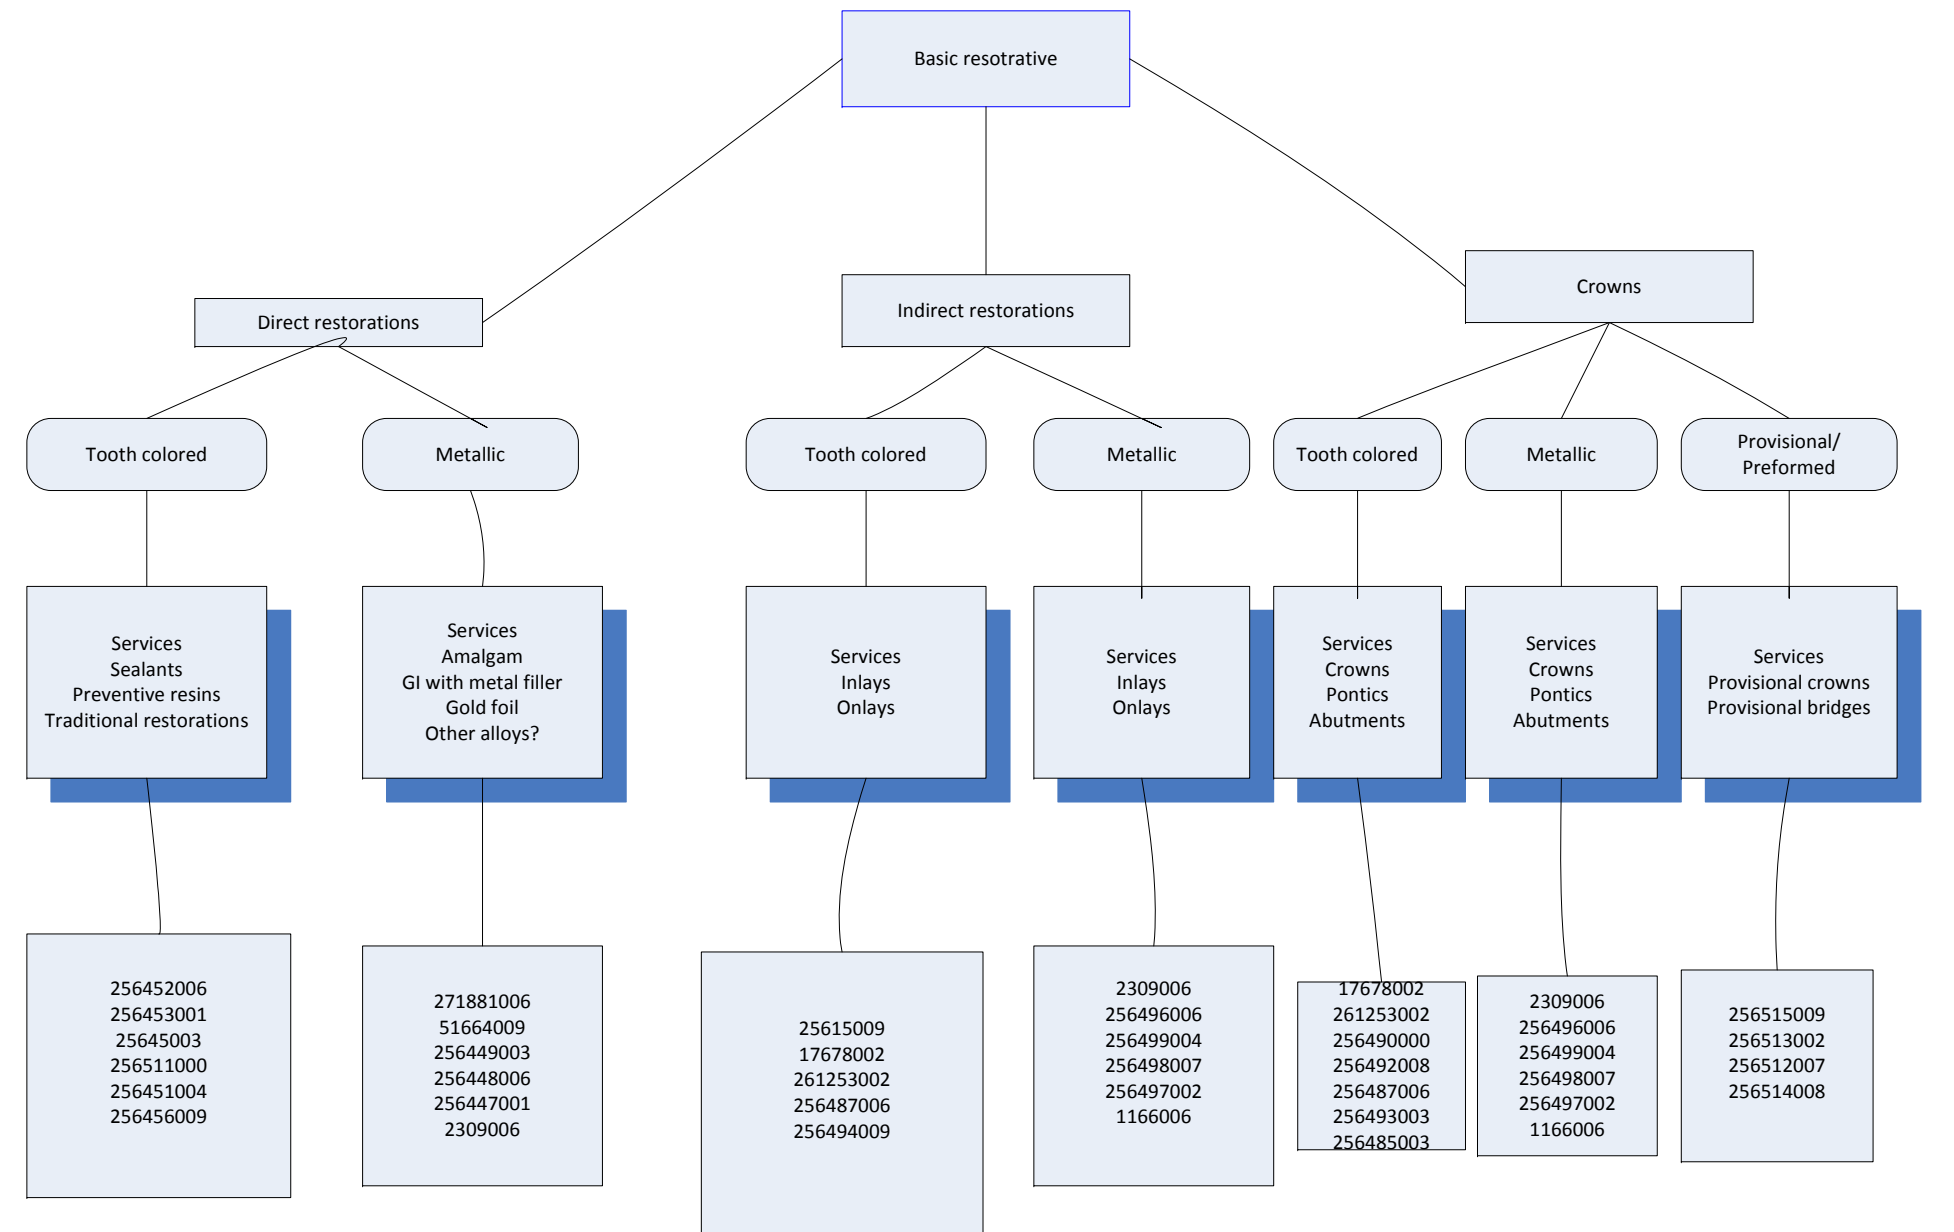 Basic resotrative
Direct restorations
Indirect restorations
Crowns
Tooth colored
Metallic
Tooth colored
Metallic
Tooth colored
Metallic
Provisional/
Preformed
Services
Sealants
Preventive resins
Traditional restorations
Services
Amalgam
GI with metal filler
Gold foil
Other alloys?
Services
Inlays
Onlays
Services
Inlays
Onlays
Services
Crowns
Pontics
Abutments
Services
Crowns
Pontics
Abutments
Services
Provisional crowns
Provisional bridges
256452006
256453001
25645003
256511000
256451004
256456009
271881006
51664009
256449003
256448006
256447001
2309006
25615009
17678002
261253002
256487006
256494009
2309006
256496006
256499004
256498007
256497002
1166006
17678002
261253002
256490000
256492008
256487006
256493003
256485003
2309006
256496006
256499004
256498007
256497002
1166006
256515009
256513002
256512007
256514008